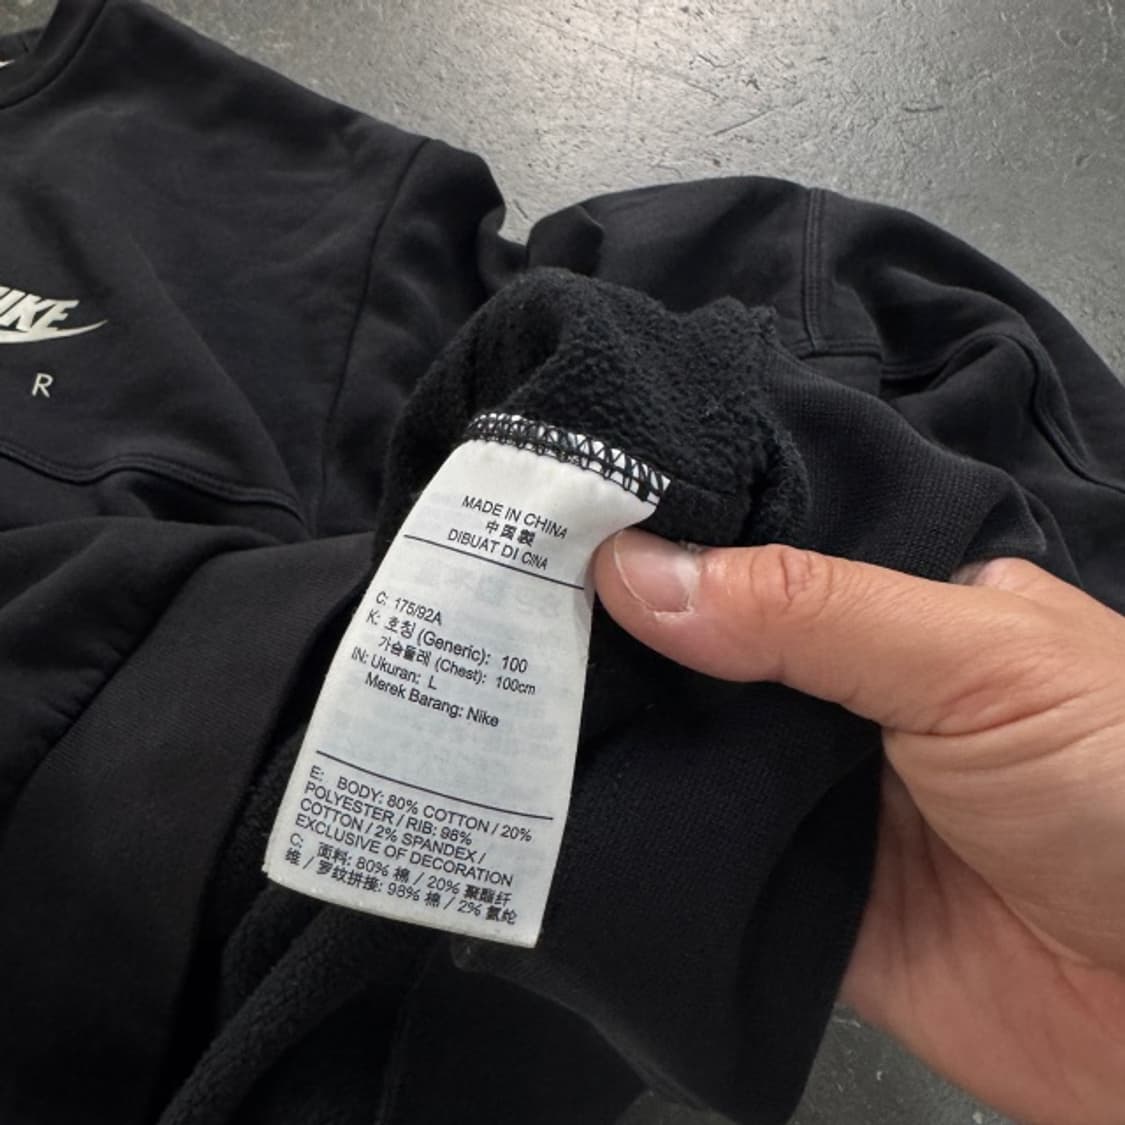 IKE
R
MADE IN CHINA
中国製
DIBUAT DI CINA
C: 175/92A
K: 호칭 (Generic): 100
가슴둘레 (Chest): 100cm
IN: Ukuran: L
Merek Barang: Nike
E: BODY: 80% COTTON / 20%
POLYESTER / RIB: 98%
COTTON / 2% SPANDEX /
EXCLUSIVE OF DECORATION
C: 面料: 80% 棉 / 20% 聚酯纤
维 / 罗纹拼接: 98% 棉 / 2% 氨纶